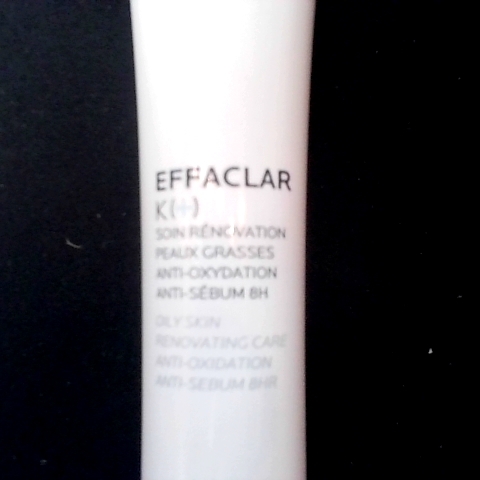 EFFACLAR
K(+)
SOIN RÉNOVATION
PEAUX GRASSES
ANTI-OXYDATION
ANTI-SÉBUM 8H
OILY SKIN
RENOVATING CARE
ANTI-OXIDATION
ANTI-SEBUM 8HR